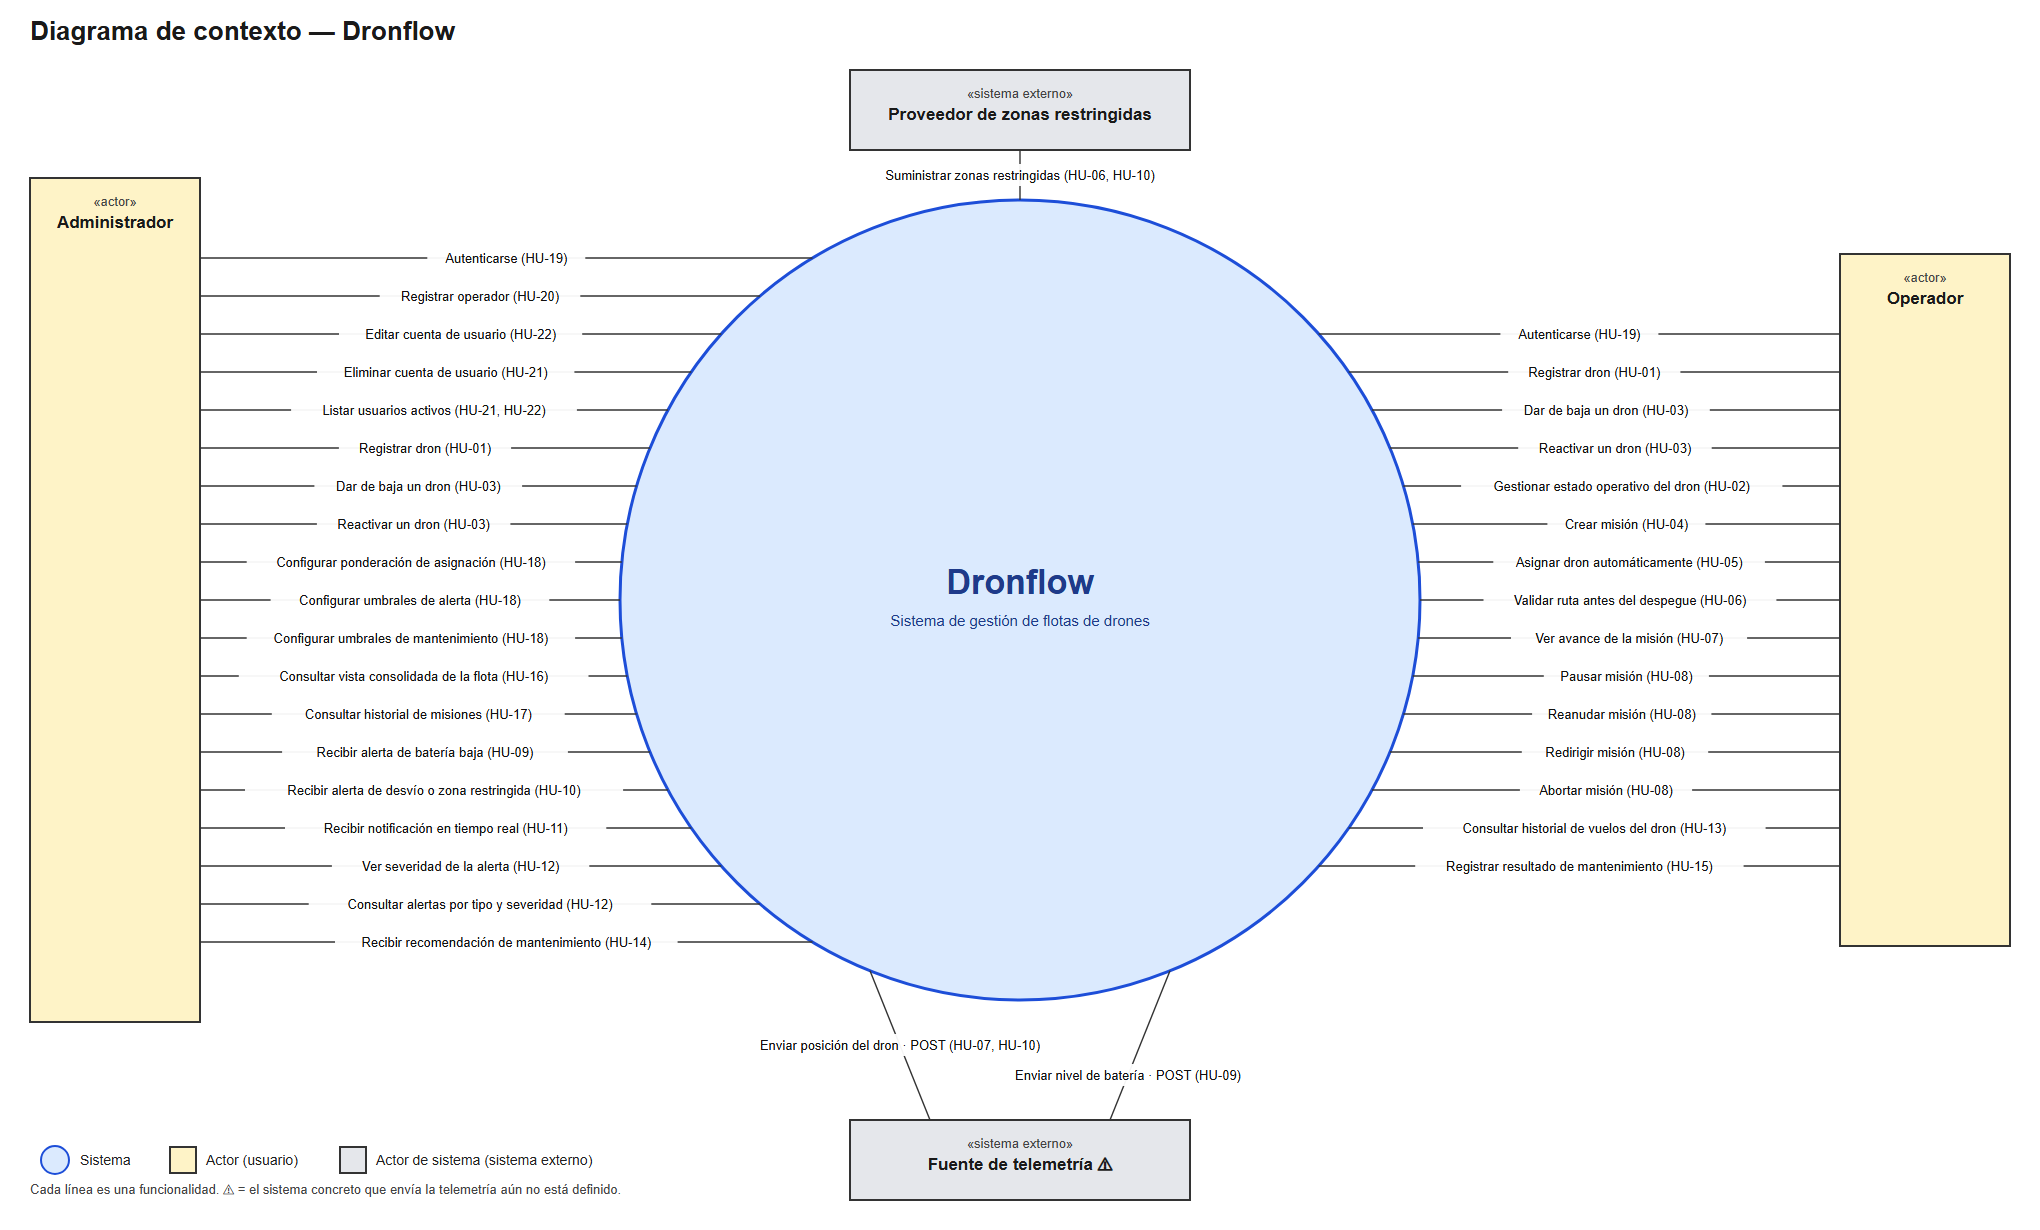 Diagrama de contexto — Dronflow
«sistema externo»
Proveedor de zonas restringidas
Suministrar zonas restringidas (HU-06, HU-10)
«actor»
Administrador
Autenticarse (HU-19)
Registrar operador (HU-20)
Editar cuenta de usuario (HU-22)
Eliminar cuenta de usuario (HU-21)
Listar usuarios activos (HU-21, HU-22)
Registrar dron (HU-01)
Dar de baja un dron (HU-03)
Reactivar un dron (HU-03)
Configurar ponderación de asignación (HU-18)
Configurar umbrales de alerta (HU-18)
Configurar umbrales de mantenimiento (HU-18)
Consultar vista consolidada de la flota (HU-16)
Consultar historial de misiones (HU-17)
Recibir alerta de batería baja (HU-09)
Recibir alerta de desvío o zona restringida (HU-10)
Recibir notificación en tiempo real (HU-11)
Ver severidad de la alerta (HU-12)
Consultar alertas por tipo y severidad (HU-12)
Recibir recomendación de mantenimiento (HU-14)
Dronflow
Sistema de gestión de flotas de drones
«actor»
Operador
Autenticarse (HU-19)
Registrar dron (HU-01)
Dar de baja un dron (HU-03)
Reactivar un dron (HU-03)
Gestionar estado operativo del dron (HU-02)
Crear misión (HU-04)
Asignar dron automáticamente (HU-05)
Validar ruta antes del despegue (HU-06)
Ver avance de la misión (HU-07)
Pausar misión (HU-08)
Reanudar misión (HU-08)
Redirigir misión (HU-08)
Abortar misión (HU-08)
Consultar historial de vuelos del dron (HU-13)
Registrar resultado de mantenimiento (HU-15)
Enviar posición del dron · POST (HU-07, HU-10)
Enviar nivel de batería · POST (HU-09)
«sistema externo»
Fuente de telemetría ⚠
Sistema
Actor (usuario)
Actor de sistema (sistema externo)
Cada línea es una funcionalidad. ⚠ = el sistema concreto que envía la telemetría aún no está definido.